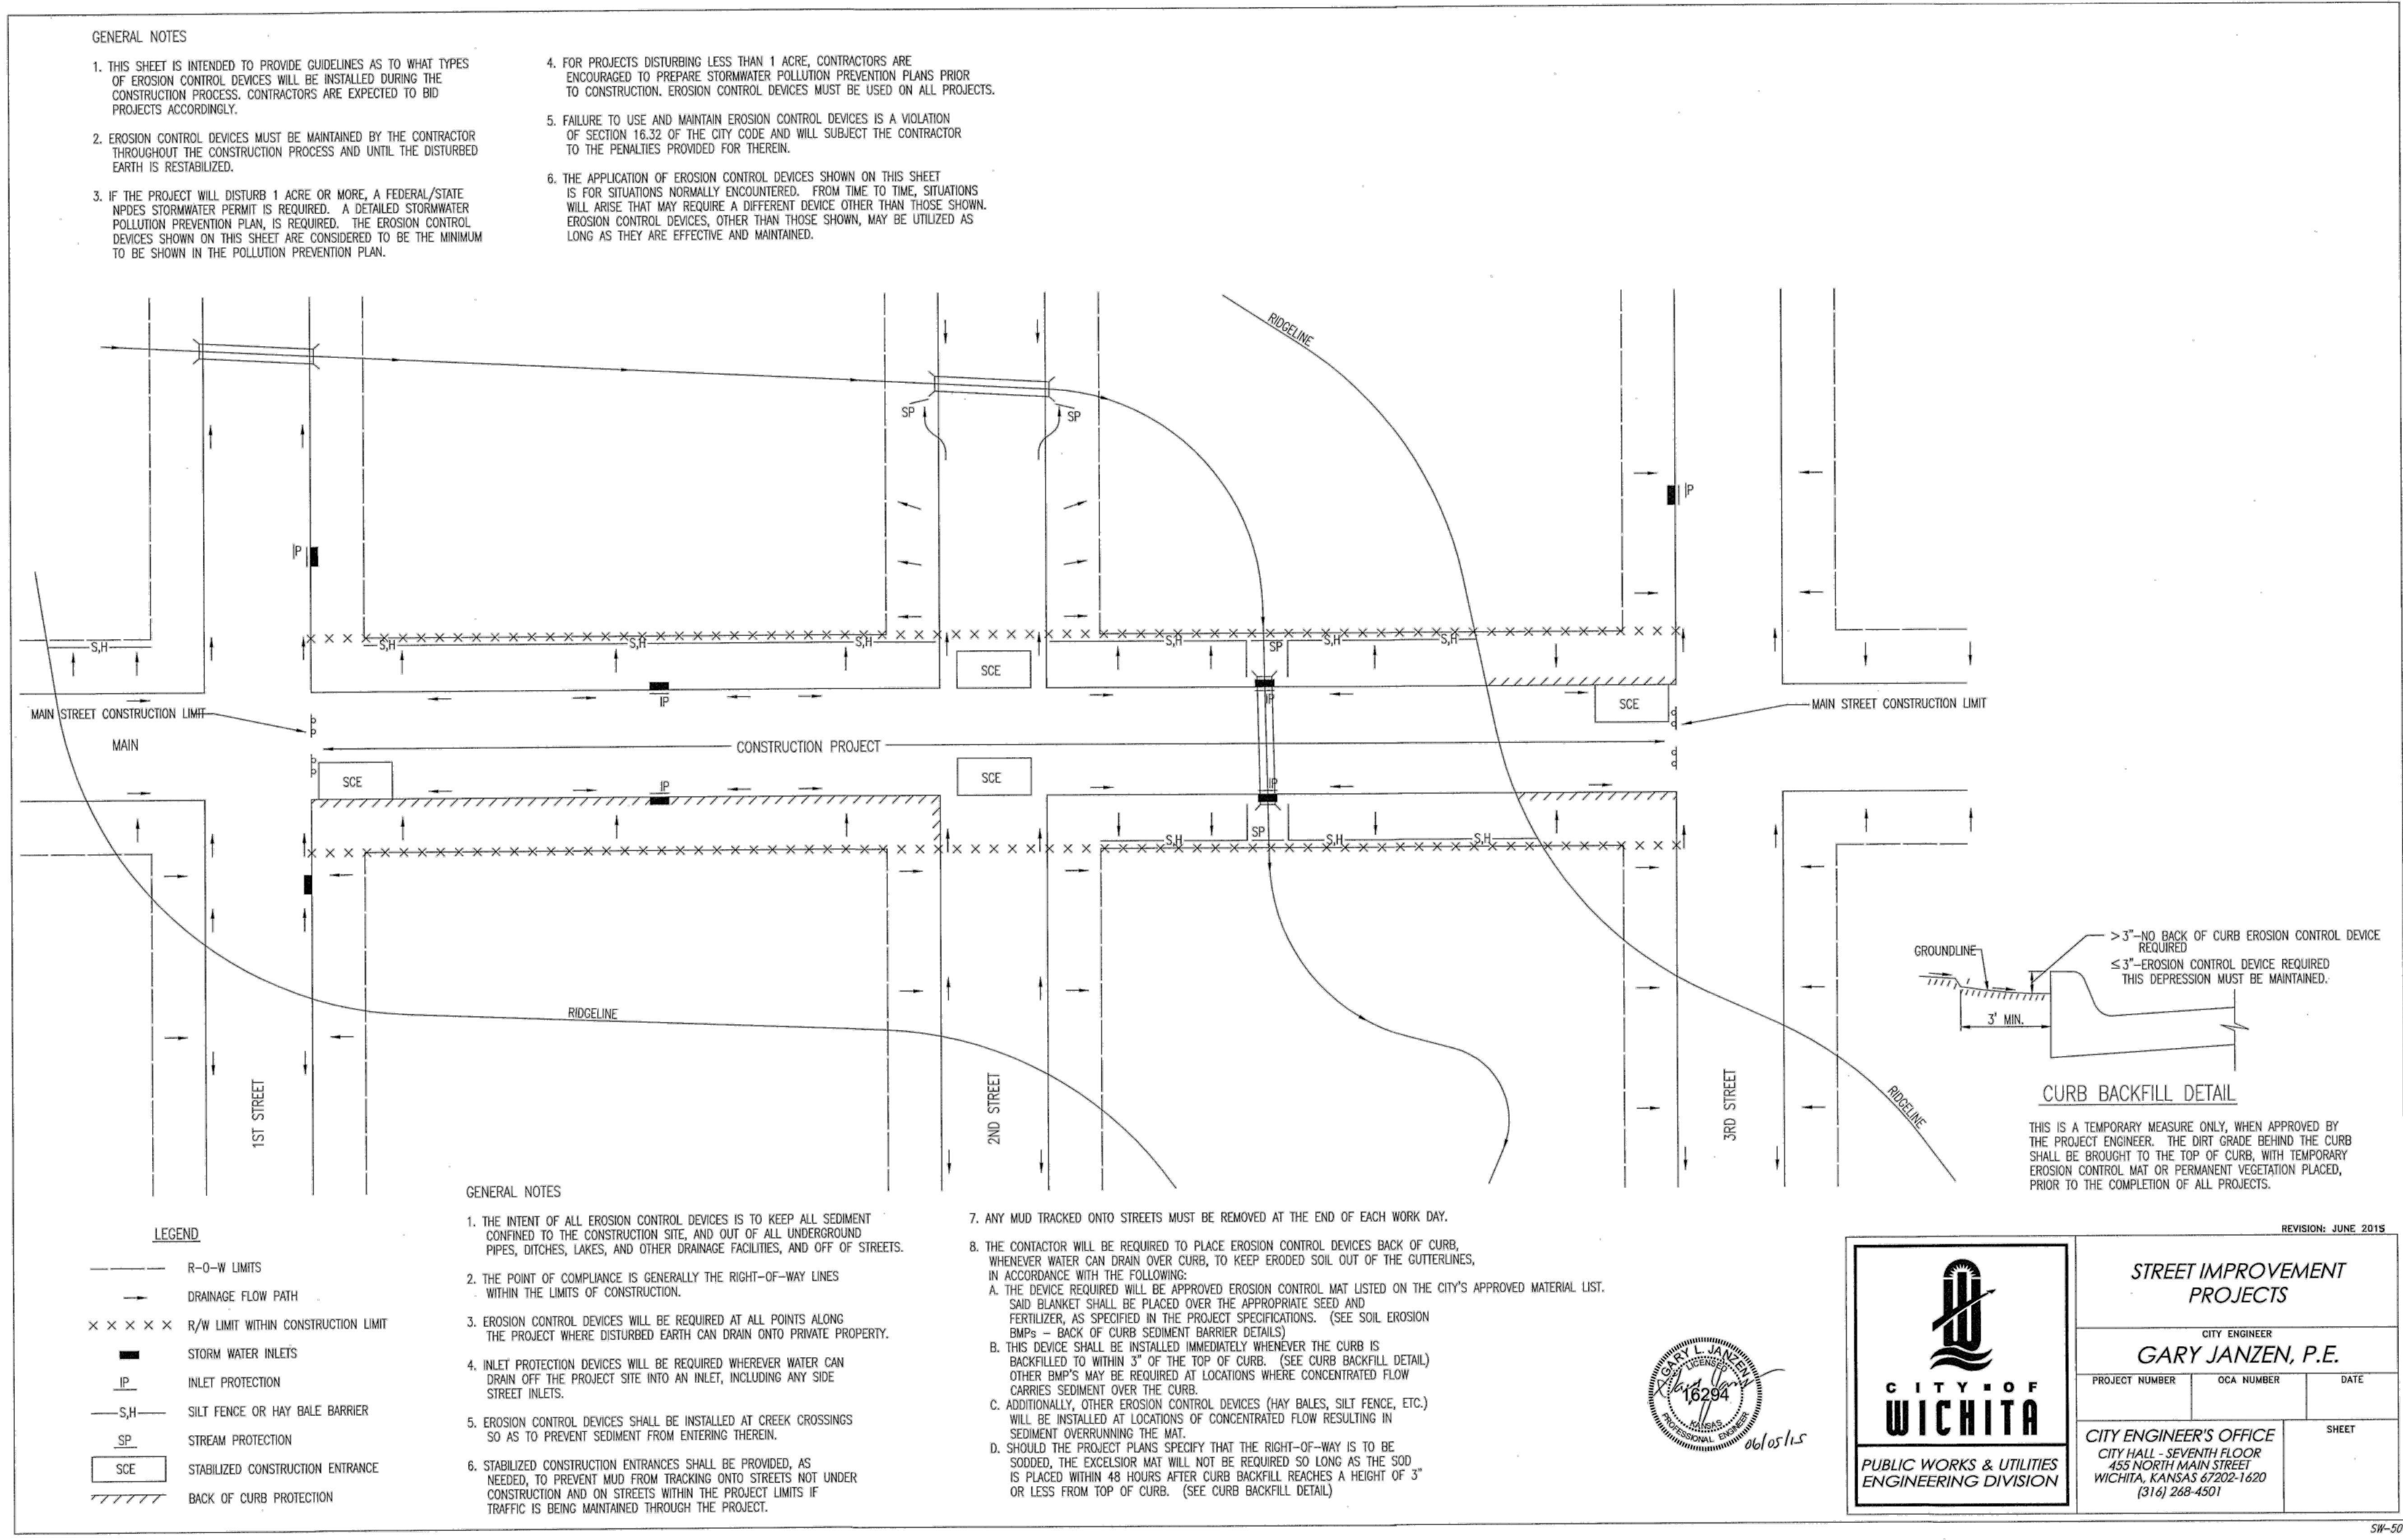 GENERAL NOTES
1. THIS SHEET IS INTENDED TO PROVIDE GUIDELINES AS TO WHAT TYPES
OF EROSION CONTROL DEVICES WILL BE INSTALLED DURING THE
CONSTRUCTION PROCESS. CONTRACTORS ARE EXPECTED TO BID
PROJECTS ACCORDINGLY.
2. EROSION CONTROL DEVICES MUST BE MAINTAINED BY THE CONTRACTOR
THROUGHOUT THE CONSTRUCTION PROCESS AND UNTIL THE DISTURBED
EARTH IS RESTABILIZED.
3. IF THE PROJECT WILL DISTURB 1 ACRE OR MORE, A FEDERAL/STATE
NPDES STORMWATER PERMIT IS REQUIRED. A DETAILED STORMWATER
POLLUTION PREVENTION PLAN, IS REQUIRED. THE EROSION CONTROL
DEVICES SHOWN ON THIS SHEET ARE CONSIDERED TO BE THE MINIMUM
TO BE SHOWN IN THE POLLUTION PREVENTION PLAN.
4. FOR PROJECTS DISTURBING LESS THAN 1 ACRE, CONTRACTORS ARE
ENCOURAGED TO PREPARE STORMWATER POLLUTION PREVENTION PLANS PRIOR
TO CONSTRUCTION. EROSION CONTROL DEVICES MUST BE USED ON ALL PROJECTS.
5. FAILURE TO USE AND MAINTAIN EROSION CONTROL DEVICES IS A VIOLATION
OF SECTION 16.32 OF THE CITY CODE AND WILL SUBJECT THE CONTRACTOR
TO THE PENALTIES PROVIDED FOR THEREIN.
6. THE APPLICATION OF EROSION CONTROL DEVICES SHOWN ON THIS SHEET
IS FOR SITUATIONS NORMALLY ENCOUNTERED. FROM TIME TO TIME, SITUATIONS
WILL ARISE THAT MAY REQUIRE A DIFFERENT DEVICE OTHER THAN THOSE SHOWN.
EROSION CONTROL DEVICES, OTHER THAN THOSE SHOWN, MAY BE UTILIZED AS
LONG AS THEY ARE EFFECTIVE AND MAINTAINED.
RIDGELINE
SP
SP
IP
IP
S,H
S,H
S,H
S,H
S,H
SP
S,H
S,H
SCE
IP
IP
SCE
MAIN STREET CONSTRUCTION LIMIT
MAIN STREET CONSTRUCTION LIMIT
MAIN
CONSTRUCTION PROJECT
SCE
IP
SCE
IP
S,H
SP
S,H
S,H
RIDGELINE
1ST STREET
2ND STREET
3RD STREET
RIDGELINE
GROUNDLINE
>3"-NO BACK OF CURB EROSION CONTROL DEVICE
REQUIRED
≤3"-EROSION CONTROL DEVICE REQUIRED
THIS DEPRESSION MUST BE MAINTAINED.
3' MIN.
CURB BACKFILL DETAIL
THIS IS A TEMPORARY MEASURE ONLY, WHEN APPROVED BY
THE PROJECT ENGINEER. THE DIRT GRADE BEHIND THE CURB
SHALL BE BROUGHT TO THE TOP OF CURB, WITH TEMPORARY
EROSION CONTROL MAT OR PERMANENT VEGETATION PLACED,
PRIOR TO THE COMPLETION OF ALL PROJECTS.
LEGEND
R-O-W LIMITS
DRAINAGE FLOW PATH
X X X X X R/W LIMIT WITHIN CONSTRUCTION LIMIT
STORM WATER INLETS
IP INLET PROTECTION
S,H SILT FENCE OR HAY BALE BARRIER
SP STREAM PROTECTION
SCE STABILIZED CONSTRUCTION ENTRANCE
BACK OF CURB PROTECTION
GENERAL NOTES
1. THE INTENT OF ALL EROSION CONTROL DEVICES IS TO KEEP ALL SEDIMENT
CONFINED TO THE CONSTRUCTION SITE, AND OUT OF ALL UNDERGROUND
PIPES, DITCHES, LAKES, AND OTHER DRAINAGE FACILITIES, AND OFF OF STREETS.
2. THE POINT OF COMPLIANCE IS GENERALLY THE RIGHT-OF-WAY LINES
WITHIN THE LIMITS OF CONSTRUCTION.
3. EROSION CONTROL DEVICES WILL BE REQUIRED AT ALL POINTS ALONG
THE PROJECT WHERE DISTURBED EARTH CAN DRAIN ONTO PRIVATE PROPERTY.
4. INLET PROTECTION DEVICES WILL BE REQUIRED WHEREVER WATER CAN
DRAIN OFF THE PROJECT SITE INTO AN INLET, INCLUDING ANY SIDE
STREET INLETS.
5. EROSION CONTROL DEVICES SHALL BE INSTALLED AT CREEK CROSSINGS
SO AS TO PREVENT SEDIMENT FROM ENTERING THEREIN.
6. STABILIZED CONSTRUCTION ENTRANCES SHALL BE PROVIDED, AS
NEEDED, TO PREVENT MUD FROM TRACKING ONTO STREETS NOT UNDER
CONSTRUCTION AND ON STREETS WITHIN THE PROJECT LIMITS IF
TRAFFIC IS BEING MAINTAINED THROUGH THE PROJECT.
7. ANY MUD TRACKED ONTO STREETS MUST BE REMOVED AT THE END OF EACH WORK DAY.
8. THE CONTACTOR WILL BE REQUIRED TO PLACE EROSION CONTROL DEVICES BACK OF CURB,
WHENEVER WATER CAN DRAIN OVER CURB, TO KEEP ERODED SOIL OUT OF THE GUTTERLINES,
IN ACCORDANCE WITH THE FOLLOWING:
A. THE DEVICE REQUIRED WILL BE APPROVED EROSION CONTROL MAT LISTED ON THE CITY'S APPROVED MATERIAL LIST.
SAID BLANKET SHALL BE PLACED OVER THE APPROPRIATE SEED AND
FERTILIZER, AS SPECIFIED IN THE PROJECT SPECIFICATIONS. (SEE SOIL EROSION
BMPs - BACK OF CURB SEDIMENT BARRIER DETAILS)
B. THIS DEVICE SHALL BE INSTALLED IMMEDIATELY WHENEVER THE CURB IS
BACKFILLED TO WITHIN 3" OF THE TOP OF CURB. (SEE CURB BACKFILL DETAIL)
OTHER BMP'S MAY BE REQUIRED AT LOCATIONS WHERE CONCENTRATED FLOW
CARRIES SEDIMENT OVER THE CURB.
C. ADDITIONALLY, OTHER EROSION CONTROL DEVICES (HAY BALES, SILT FENCE, ETC.)
WILL BE INSTALLED AT LOCATIONS OF CONCENTRATED FLOW RESULTING IN
SEDIMENT OVERRUNNING THE MAT.
D. SHOULD THE PROJECT PLANS SPECIFY THAT THE RIGHT-OF-WAY IS TO BE
SODDED, THE EXCELSIOR MAT WILL NOT BE REQUIRED SO LONG AS THE SOD
IS PLACED WITHIN 48 HOURS AFTER CURB BACKFILL REACHES A HEIGHT OF 3"
OR LESS FROM TOP OF CURB. (SEE CURB BACKFILL DETAIL)
GARY L. JANZEN
LICENSED
16294
KANSAS
PROFESSIONAL ENGINEER
06/05/15
REVISION: JUNE 2015
CITY OF
WICHITA
PUBLIC WORKS & UTILITIES
ENGINEERING DIVISION
STREET IMPROVEMENT
PROJECTS
CITY ENGINEER
GARY JANZEN, P.E.
PROJECT NUMBER
OCA NUMBER
DATE
CITY ENGINEER'S OFFICE
CITY HALL - SEVENTH FLOOR
455 NORTH MAIN STREET
WICHITA, KANSAS 67202-1620
(316) 268-4501
SHEET
SW-50